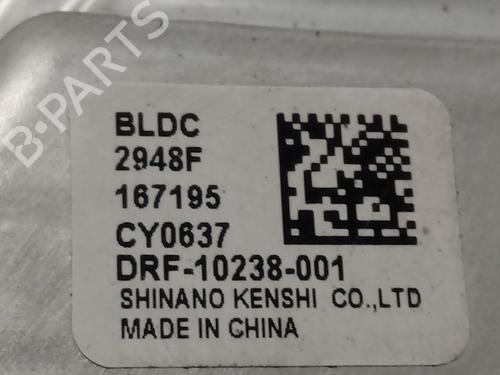 B-PARTS
BLDC
2948F
167195
CY0637
DRF-10238-001
SHINANO KENSHI CO.,LTD
MADE IN CHINA